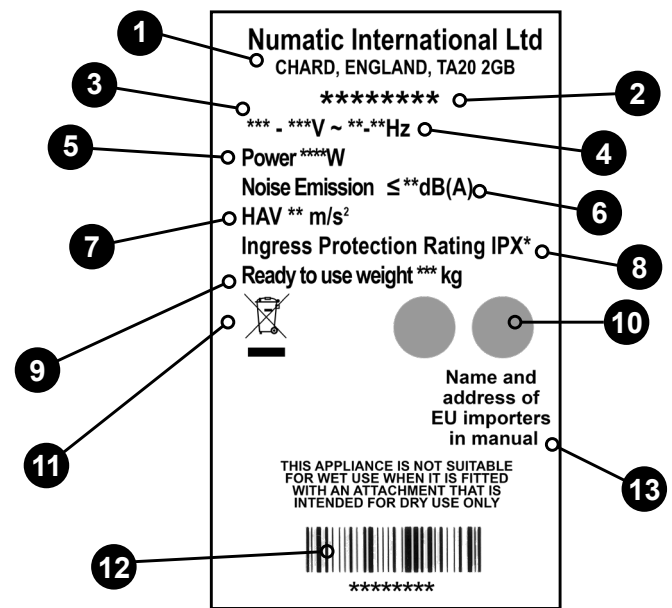 1
Numatic International Ltd
CHARD, ENGLAND, TA20 2GB
3
******** 2
*** - ***V ~ **-**Hz
4
5
Power ****W
Noise Emission ≤**dB(A)
6
7
HAV ** m/s²
Ingress Protection Rating IPX*
8
Ready to use weight *** kg
9
10
11
Name and
address of
EU importers
in manual
13
THIS APPLIANCE IS NOT SUITABLE
FOR WET USE WHEN IT IS FITTED
WITH AN ATTACHMENT THAT IS
INTENDED FOR DRY USE ONLY
12
********